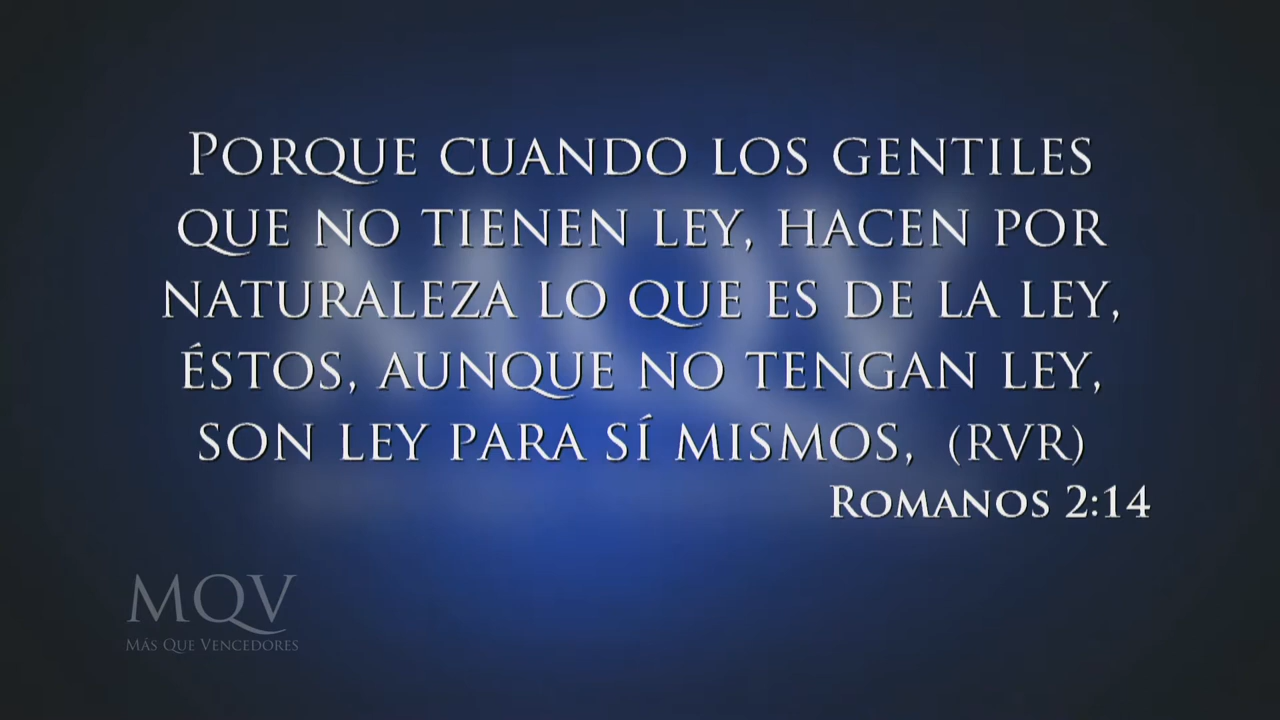 Porque cuando los gentiles
que no tienen ley, hacen por
naturaleza lo que es de la ley,
éstos, aunque no tengan ley,
son ley para sí mismos, (RVR)
Romanos 2:14
MQV
Más Que Vencedores